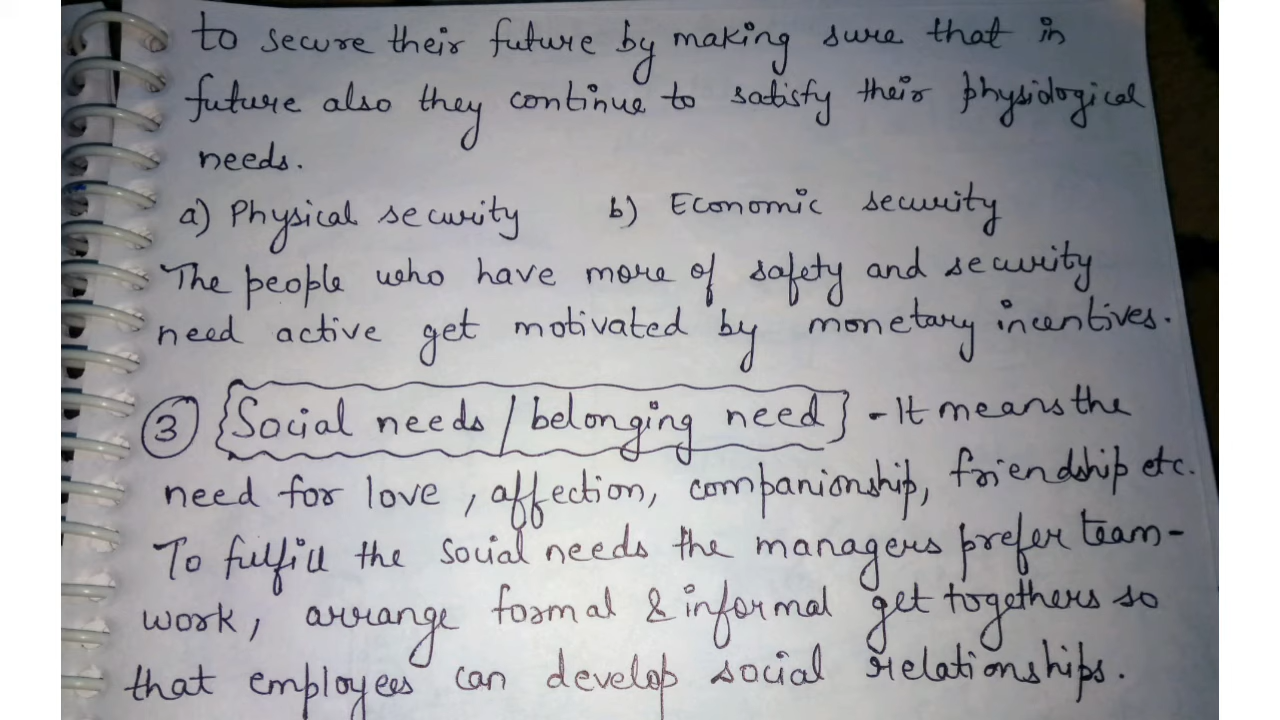 to secure their future by making sure that in
future also they continue to satisfy their physiological
needs.
a) Physical security b) Economic security
The people who have more of safety and security
need active get motivated by monetary incentives.
3 {Social needs / belonging need} - It means the
need for love, affection, companionship, friendship etc.
To fulfill the social needs the managers prefer team-
work, arrange formal & informal get togethers so
that employees can develop social relationships.